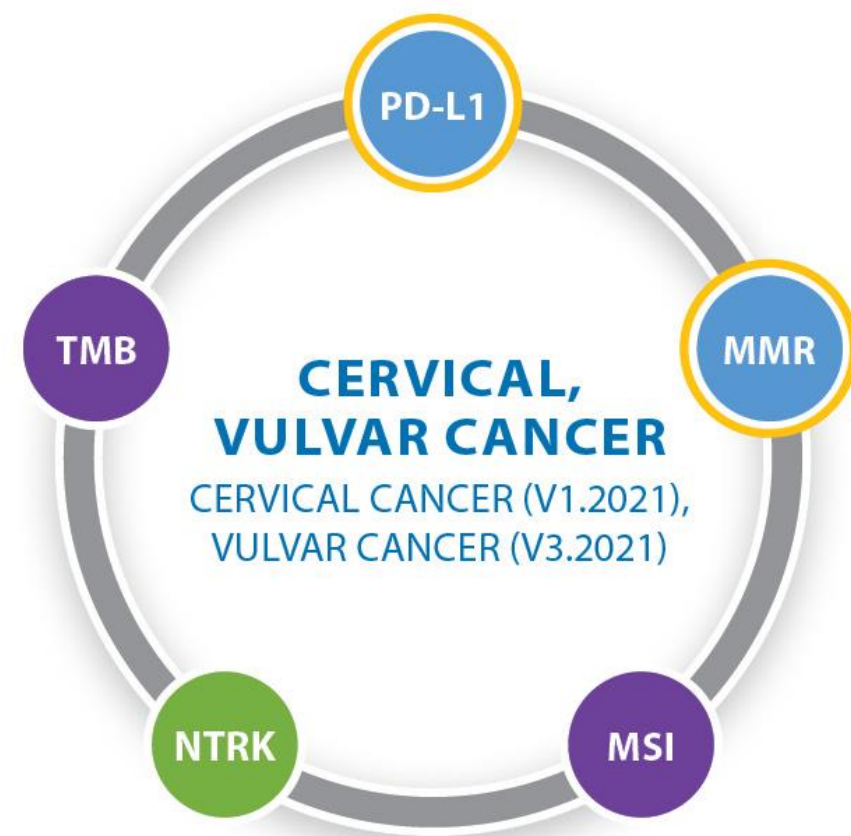 PD-L1
TMB
MMR
CERVICAL,
VULVAR CANCER
CERVICAL CANCER (V1.2021),
VULVAR CANCER (V3.2021)
NTRK
MSI